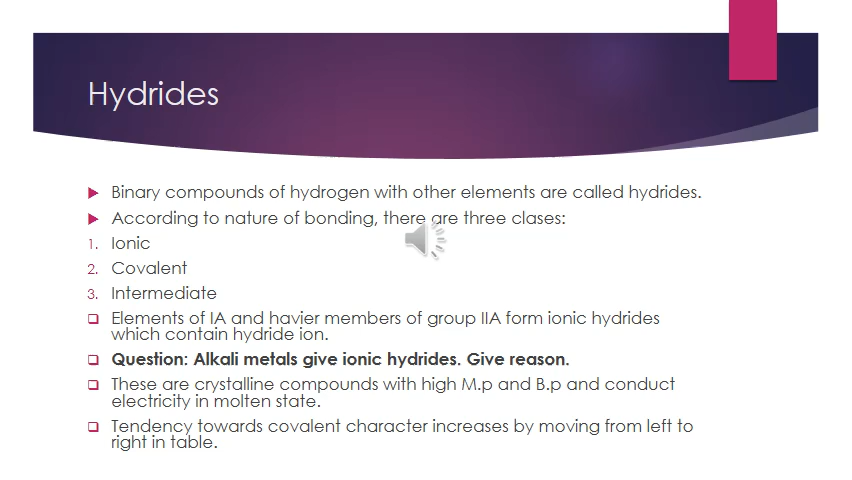 Hydrides
Binary compounds of hydrogen with other elements are called hydrides.
According to nature of bonding, there are three clases:
1. Ionic
2. Covalent
3. Intermediate
Elements of IA and havier members of group IIA form ionic hydrides
which contain hydride ion.
Question: Alkali metals give ionic hydrides. Give reason.
These are crystalline compounds with high M.p and B.p and conduct
electricity in molten state.
Tendency towards covalent character increases by moving from left to
right in table.